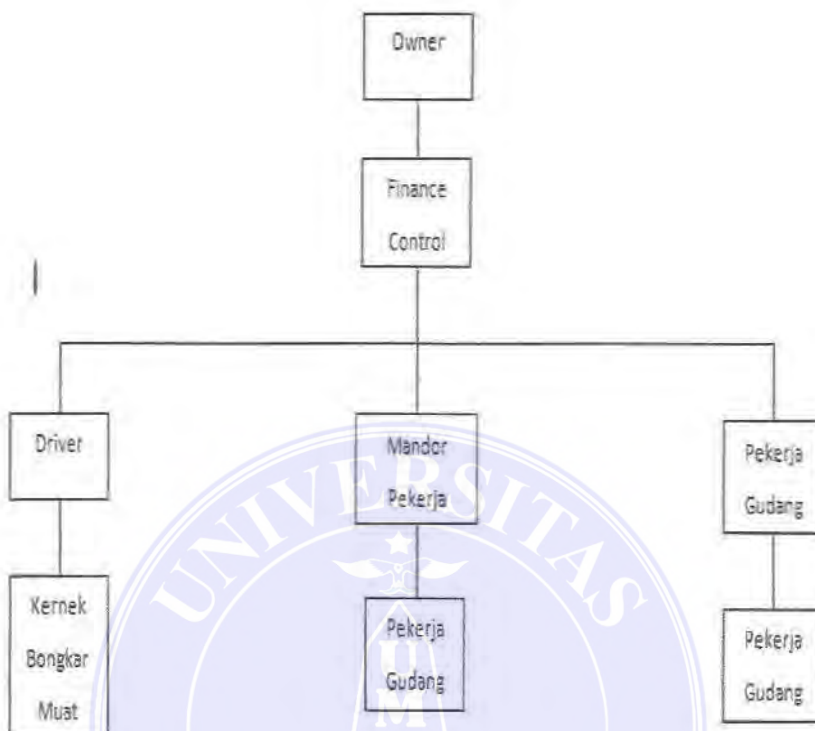 Owner
Finance
Control
Driver
Mandor
Pekerja
Pekerja
Gudang
Kernek
Bongkar
Muat
Pekerja
Gudang
Pekerja
Gudang
UNIVERSITAS
U
M